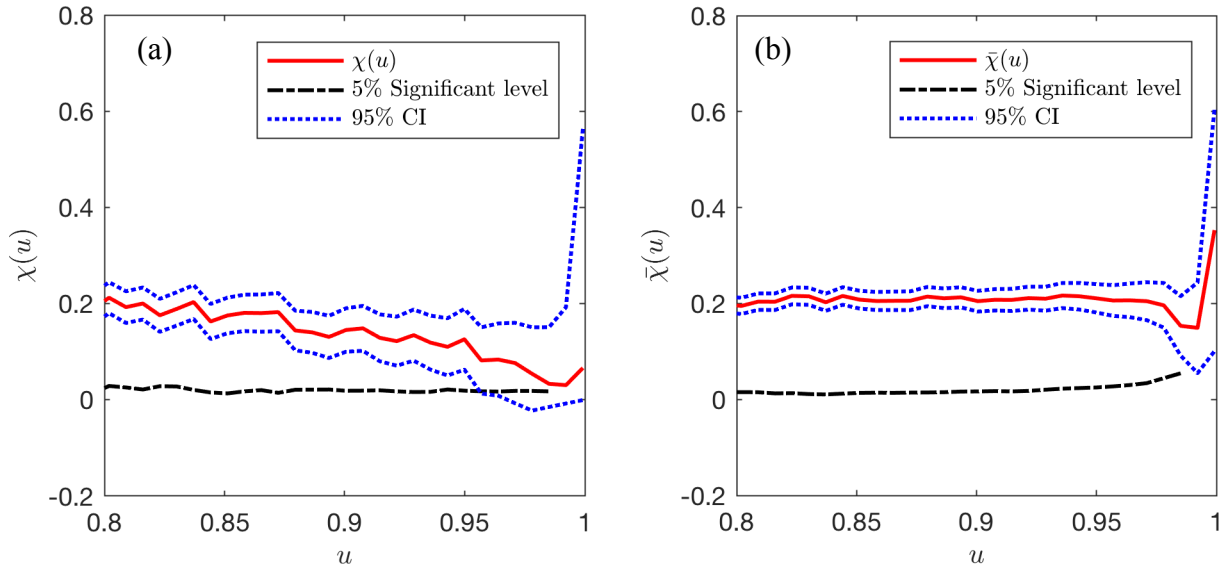 0.8
0.6
0.4
0.2
0
-0.2
χ(u)
(a)
χ(u)
5% Significant level
95% CI
0.8 0.85 0.9 0.95 1
u
0.8
0.6
0.4
0.2
0
-0.2
χ̄(u)
(b)
χ̄(u)
5% Significant level
95% CI
0.8 0.85 0.9 0.95 1
u